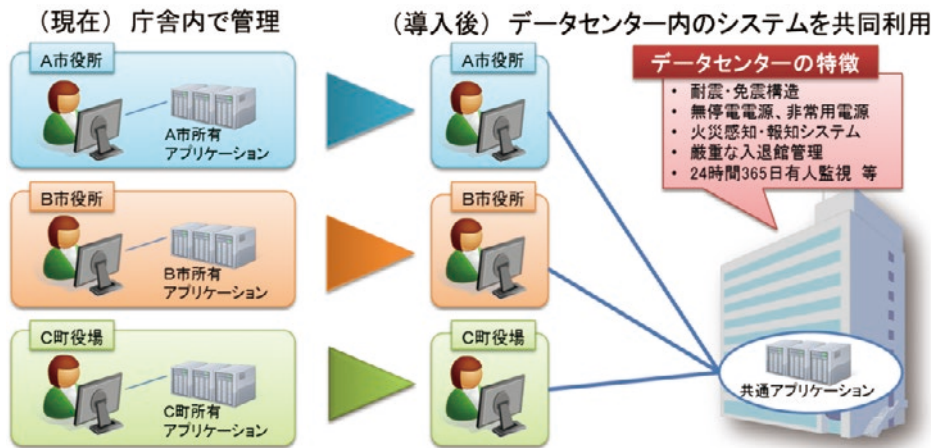 （現在）庁舎内で管理
（導入後）データセンター内のシステムを共同利用
A市役所
A市所有
アプリケーション
B市役所
B市所有
アプリケーション
C町役場
C町所有
アプリケーション
A市役所
B市役所
C町役場
データセンターの特徴
• 耐震・免震構造
• 無停電電源、非常用電源
• 火災感知・報知システム
• 厳重な入退館管理
• 24時間365日有人監視 等
共通アプリケーション